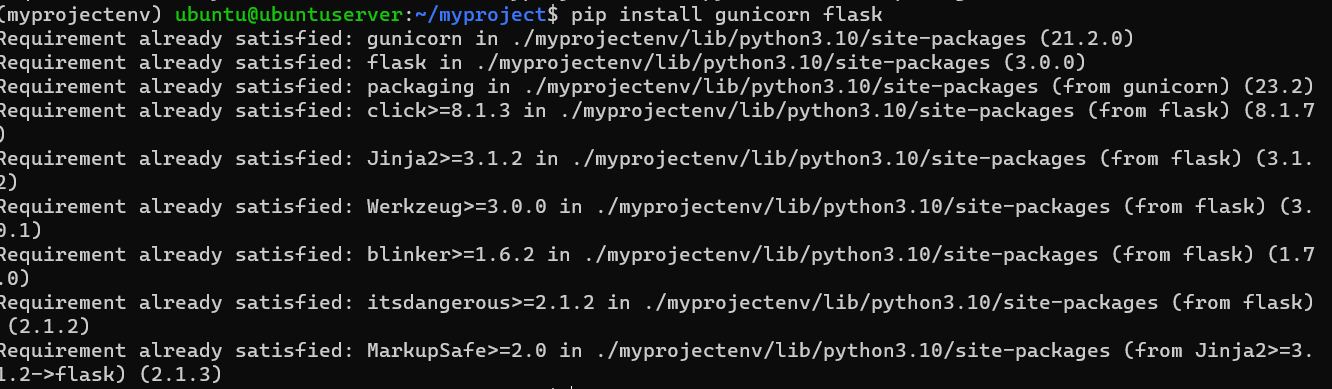 (myprojectenv) ubuntu@ubuntuserver:~/myproject$ pip install gunicorn flask
Requirement already satisfied: gunicorn in ./myprojectenv/lib/python3.10/site-packages (21.2.0)
Requirement already satisfied: flask in ./myprojectenv/lib/python3.10/site-packages (3.0.0)
Requirement already satisfied: packaging in ./myprojectenv/lib/python3.10/site-packages (from gunicorn) (23.2)
Requirement already satisfied: click>=8.1.3 in ./myprojectenv/lib/python3.10/site-packages (from flask) (8.1.7
)
Requirement already satisfied: Jinja2>=3.1.2 in ./myprojectenv/lib/python3.10/site-packages (from flask) (3.1.
2)
Requirement already satisfied: Werkzeug>=3.0.0 in ./myprojectenv/lib/python3.10/site-packages (from flask) (3.
0.1)
Requirement already satisfied: blinker>=1.6.2 in ./myprojectenv/lib/python3.10/site-packages (from flask) (1.7
.0)
Requirement already satisfied: itsdangerous>=2.1.2 in ./myprojectenv/lib/python3.10/site-packages (from flask)
(2.1.2)
Requirement already satisfied: MarkupSafe>=2.0 in ./myprojectenv/lib/python3.10/site-packages (from Jinja2>=3.
1.2->flask) (2.1.3)